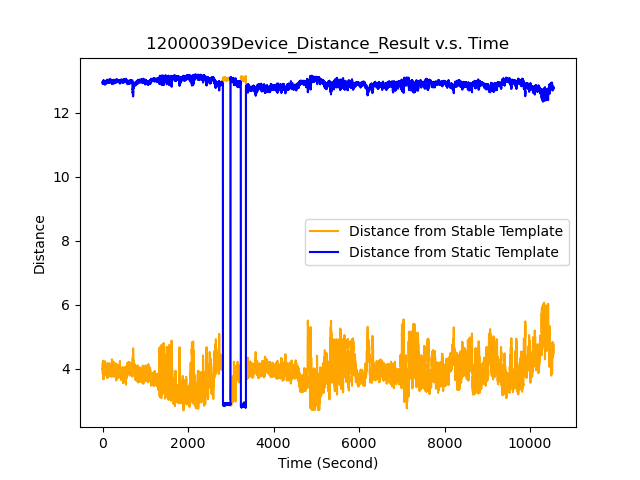 12000039Device_Distance_Result v.s. Time
12
10
8
6
4
Distance
Distance from Stable Template
Distance from Static Template
0
2000
4000
6000
8000
10000
Time (Second)